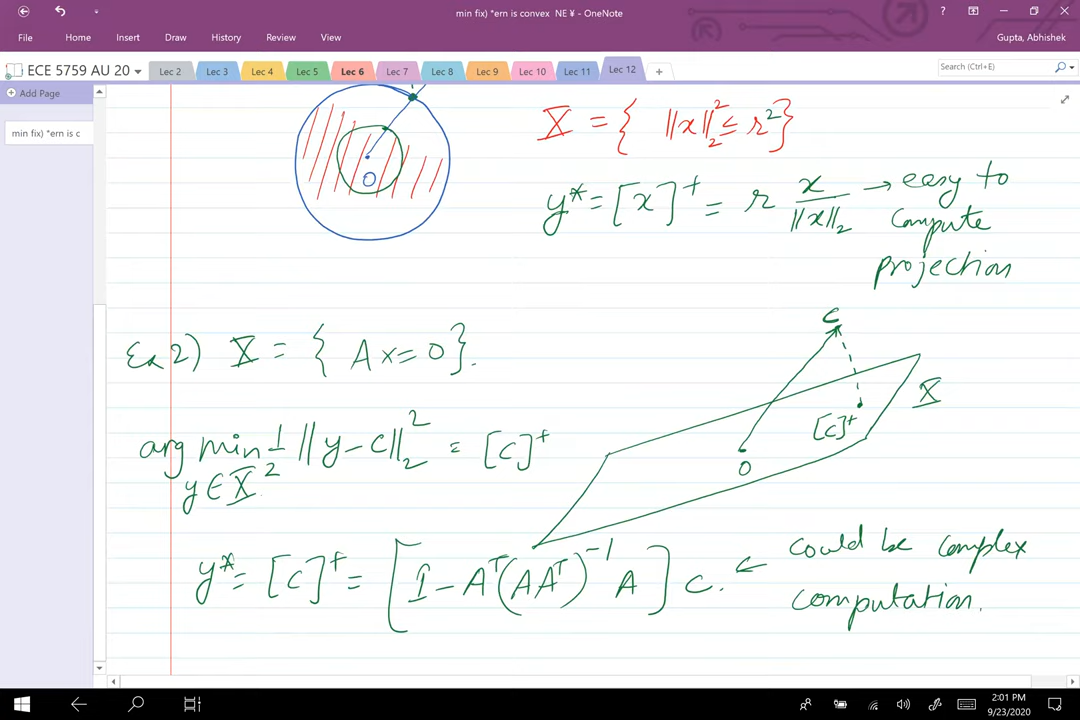 min fix) *ern is convex NE ¥ - OneNote
File Home Insert Draw History Review View
Gupta, Abhishek
ECE 5759 AU 20
Lec 2 Lec 3 Lec 4 Lec 5 Lec 6 Lec 7 Lec 8 Lec 9 Lec 10 Lec 11 Lec 12
Search (Ctrl+E)
Add Page
min fix) *ern is c
O
X = { ||x||₂² ≤ r² }
y* = [x]⁺ = r x / ||x||₂ → easy to
compute
projection
Ex 2) X = { Ax = 0 }.
C
X
[c]⁺
O
arg min ½ ||y - c||₂² = [c]⁺
y ∈ X
y* = [c]⁺ = [ I - Aᵀ(AAᵀ)⁻¹ A ] c. ← could be complex
computation.
2:01 PM
9/23/2020